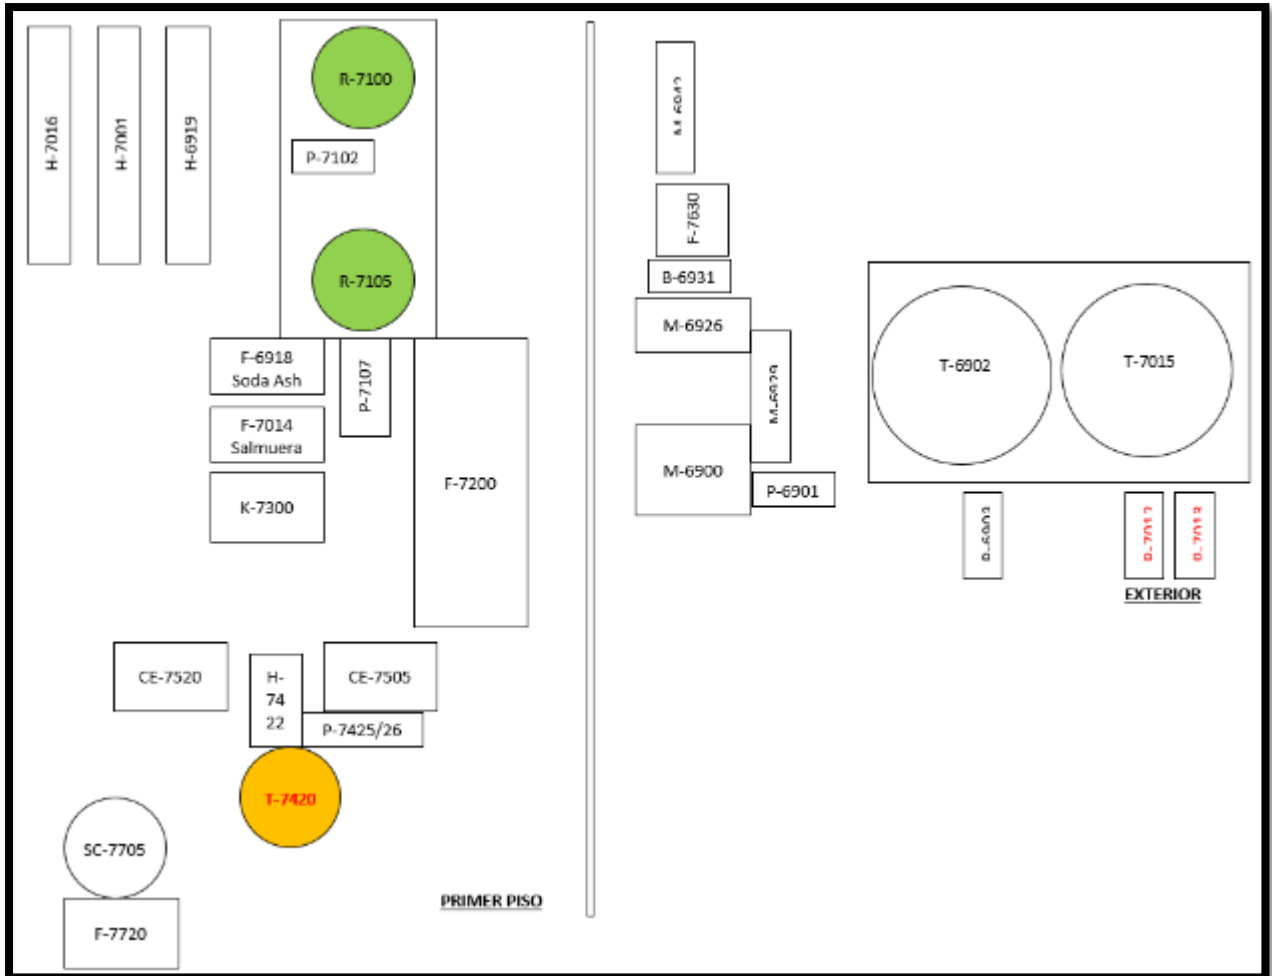 H-7016
H-7001
H-6919
R-7100
P-7102
R-7105
F-6918
Soda Ash
P-7107
F-7014
Salmuera
K-7300
F-7200
CE-7520
H-
74
22
CE-7505
P-7425/26
T-7420
SC-7705
F-7720
PRIMER PISO
F-7630
B-6931
M-6926
M-6929
M-6900
P-6901
T-6902
T-7015
EXTERIOR